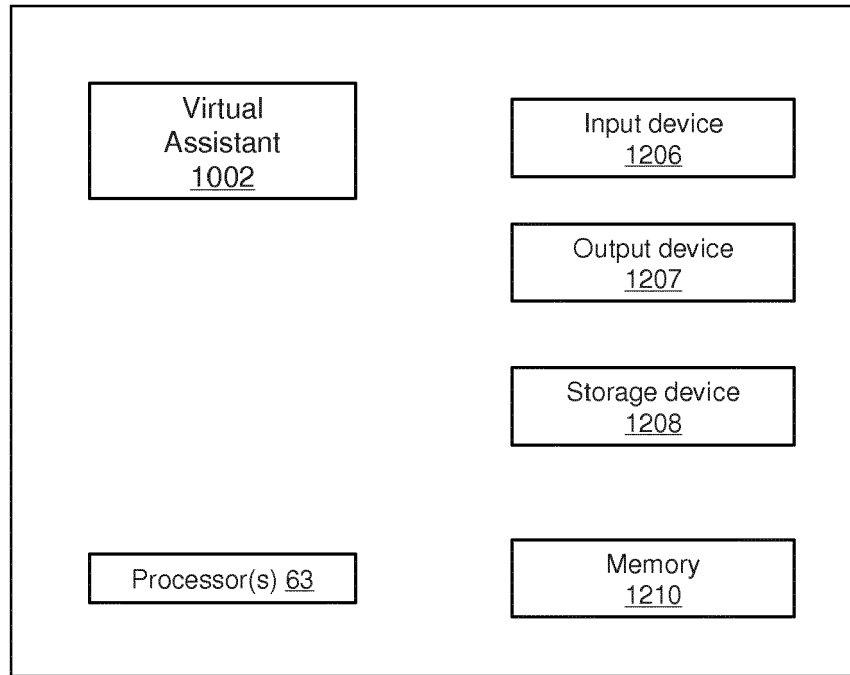 Virtual
Assistant
1002
Input device
1206
Output device
1207
Storage device
1208
Processor(s) 63
Memory
1210